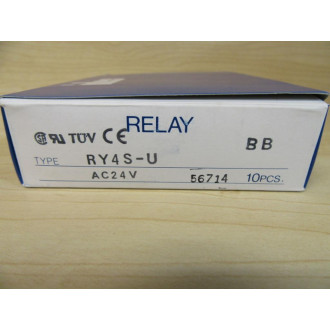 RELAY
TÜV CE BB
TYPE RY4S-U
AC24V 56714 10PCS.